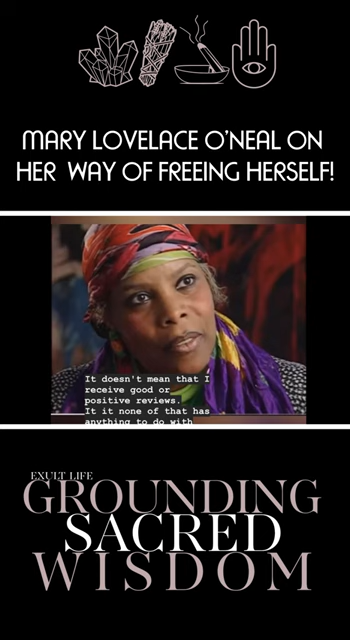 MARY LOVELACE O'NEAL ON
HER WAY OF FREEING HERSELF!
It doesn't mean that I
receive good or
positive reviews.
It it none of that has
anything to do with
EXULT LIFE
GROUNDING
SACRED
WISDOM